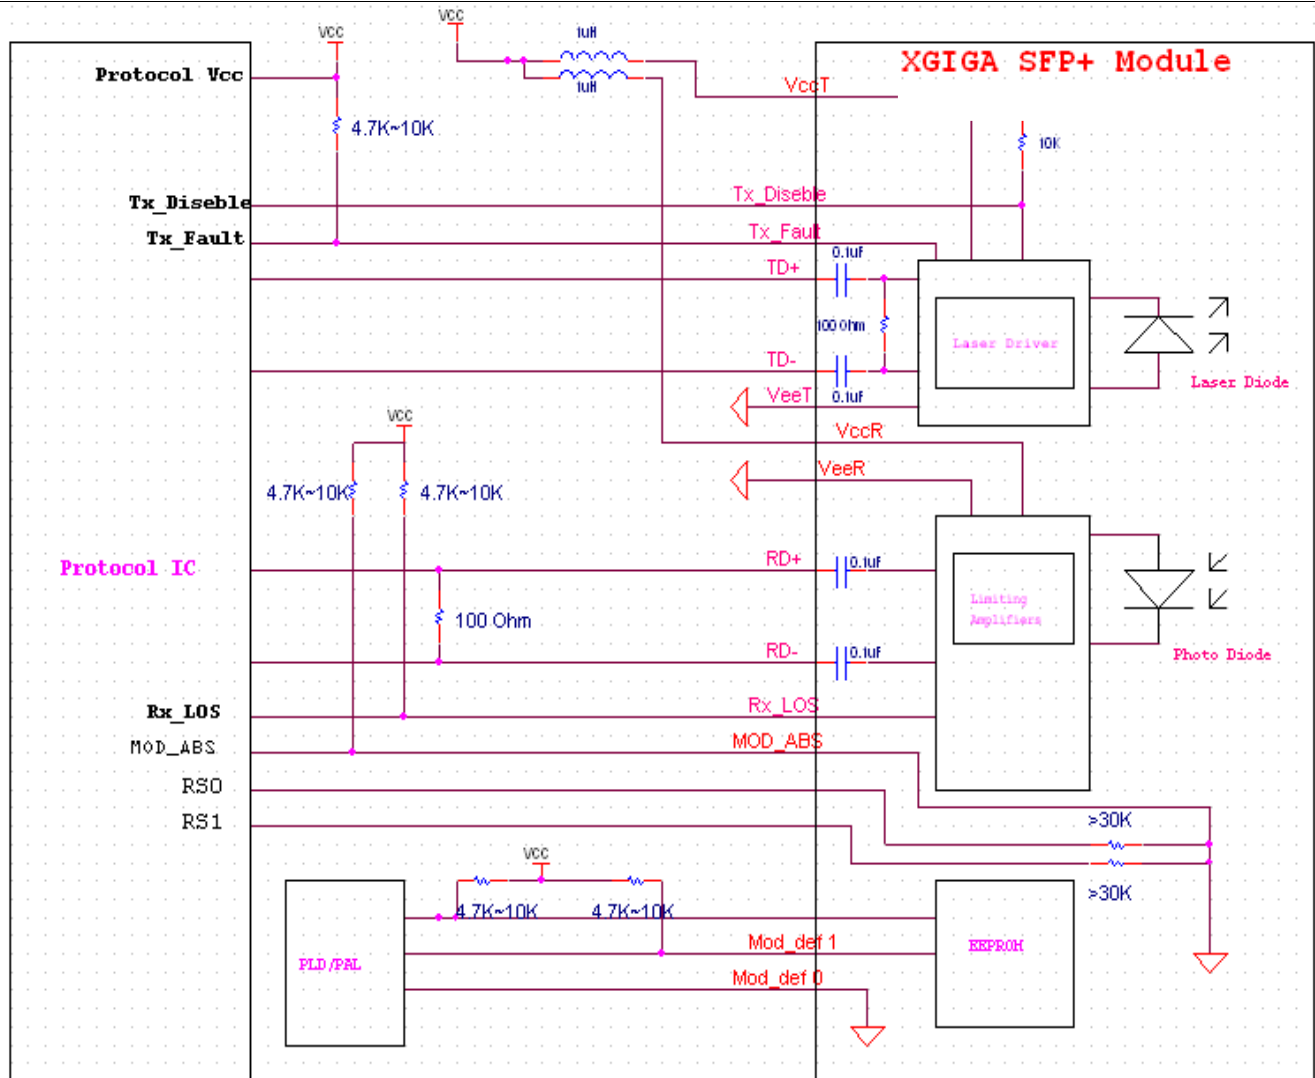 VCC
VCC
1uH
1uH
XGIGA SFP+ Module
Protocol Vcc
VccT
4.7K~10K
10K
Tx_Diseble
Tx_Diseble
Tx_Fault
Tx_Fault
0.1uF
TD+
100 Ohm
Laser Driver
TD-
Laser Diode
VeeT
0.1uF
VCC
VccR
VeeR
4.7K~10K
4.7K~10K
Protocol IC
RD+
0.1uF
Limiting
Amplifiers
100 Ohm
RD-
0.1uF
Photo Diode
Rx_LOS
Rx_LOS
MOD_ABS
MOD_ABS
RS0
RS1
>30K
VCC
>30K
4.7K~10K
4.7K~10K
Mod_def 1
EEPROM
PLD/PAL
Mod_def 0